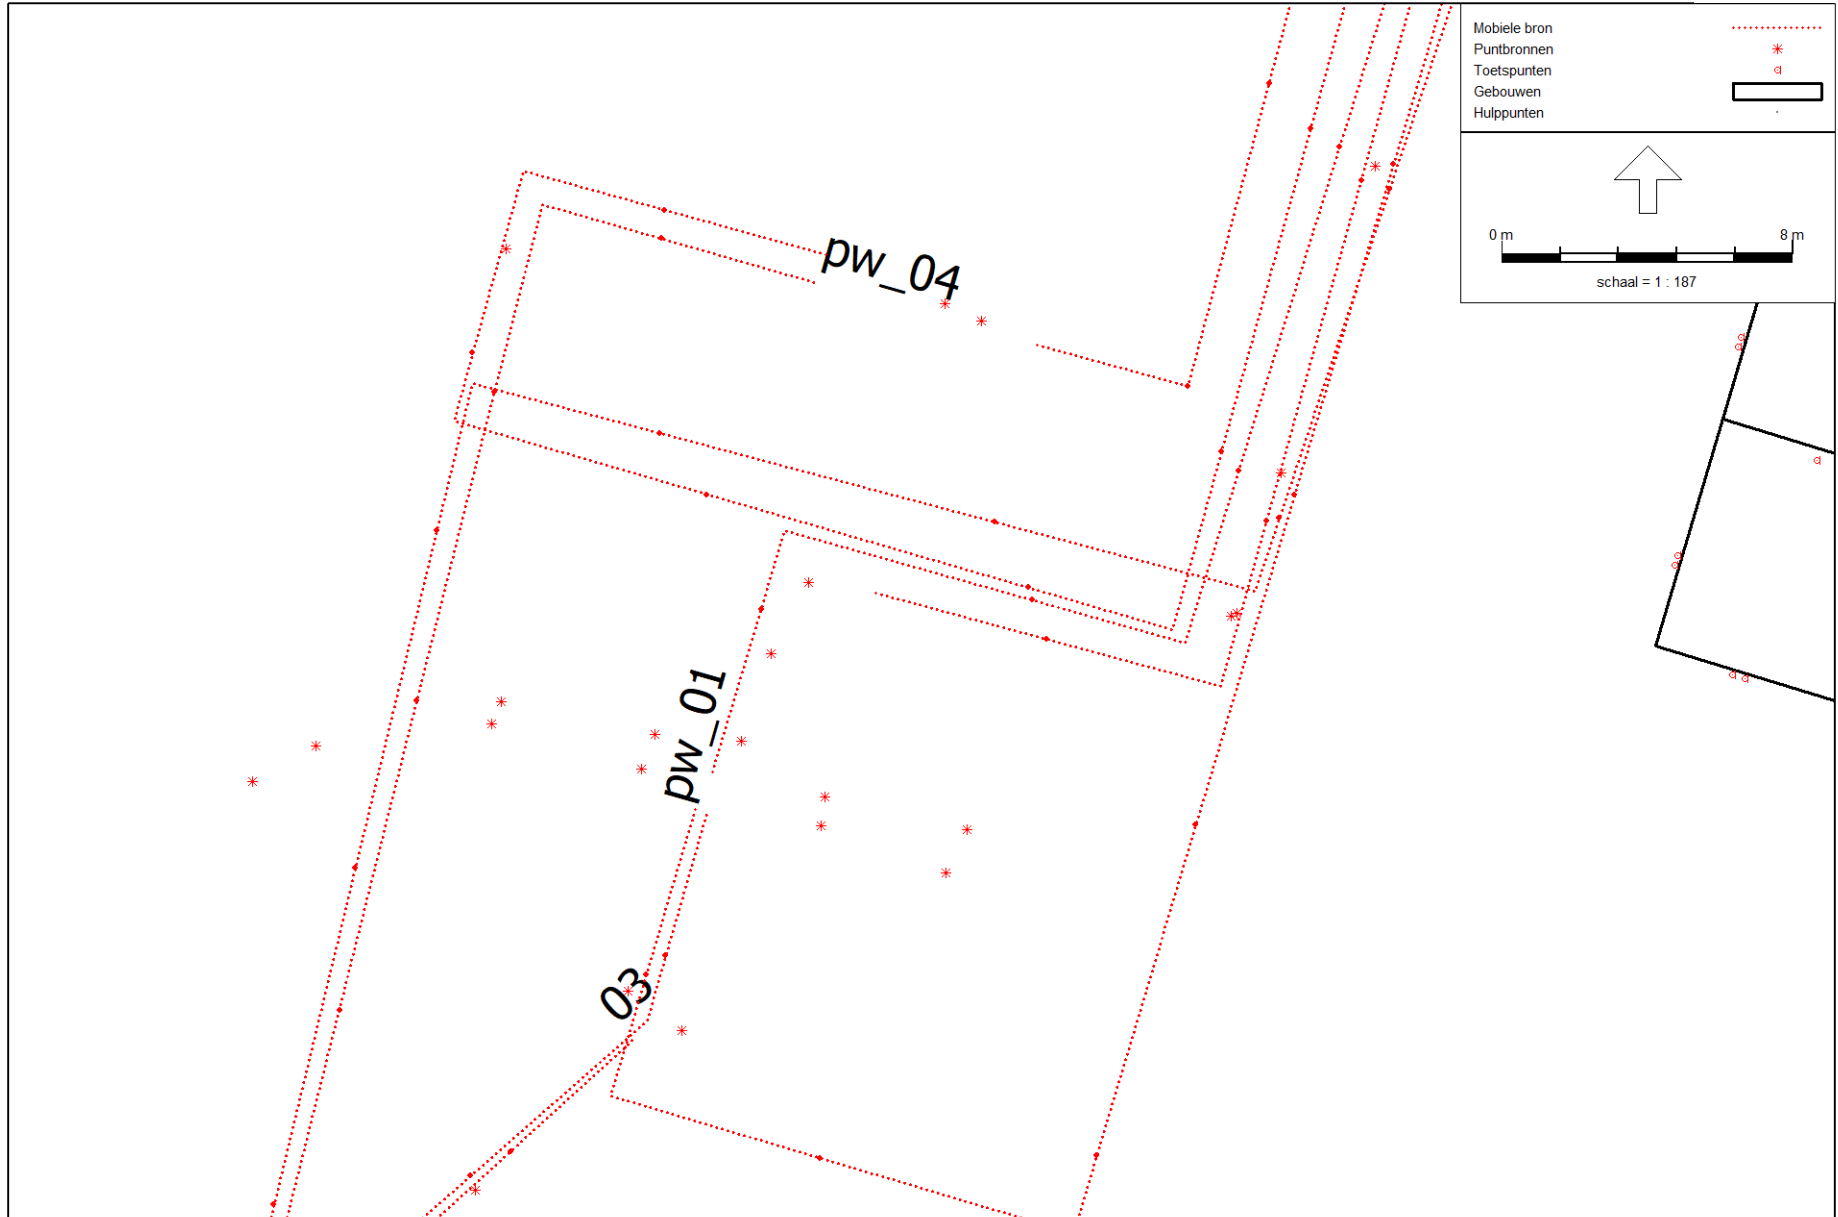 Mobiele bron
Puntbronnen
Toetspunten
Gebouwen
Hulppunten
0 m 8 m
schaal = 1 : 187
pw_04
pw_01
03